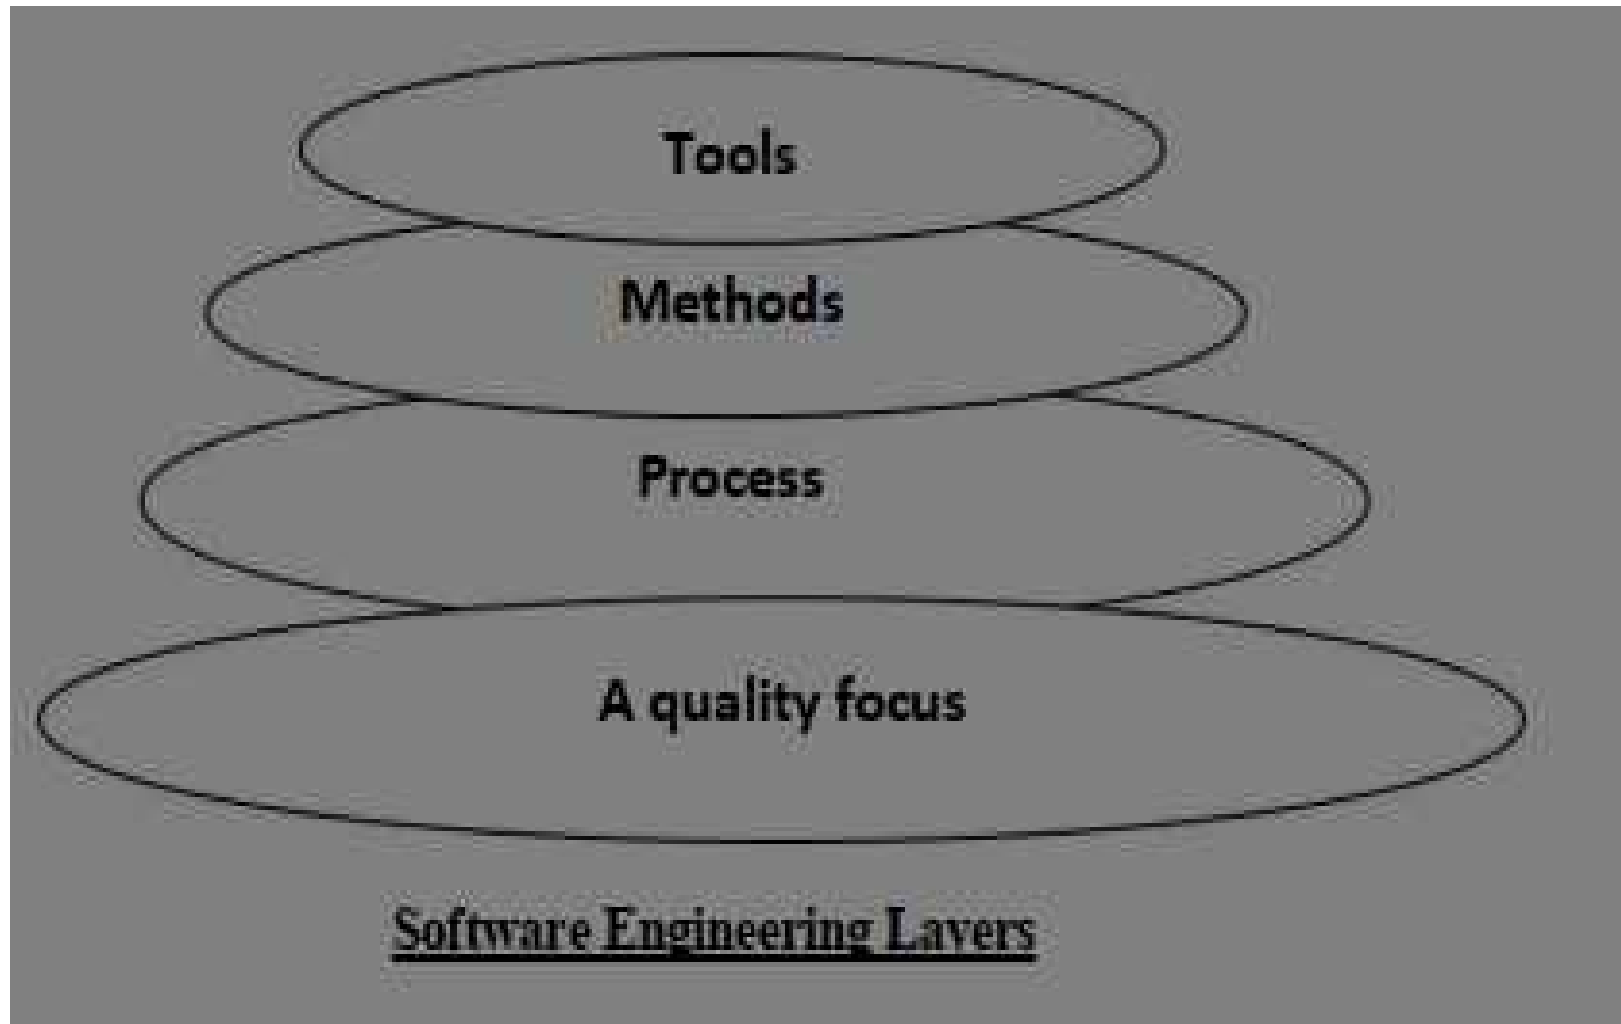 Tools
Methods
Process
A quality focus
Software Engineering Layers